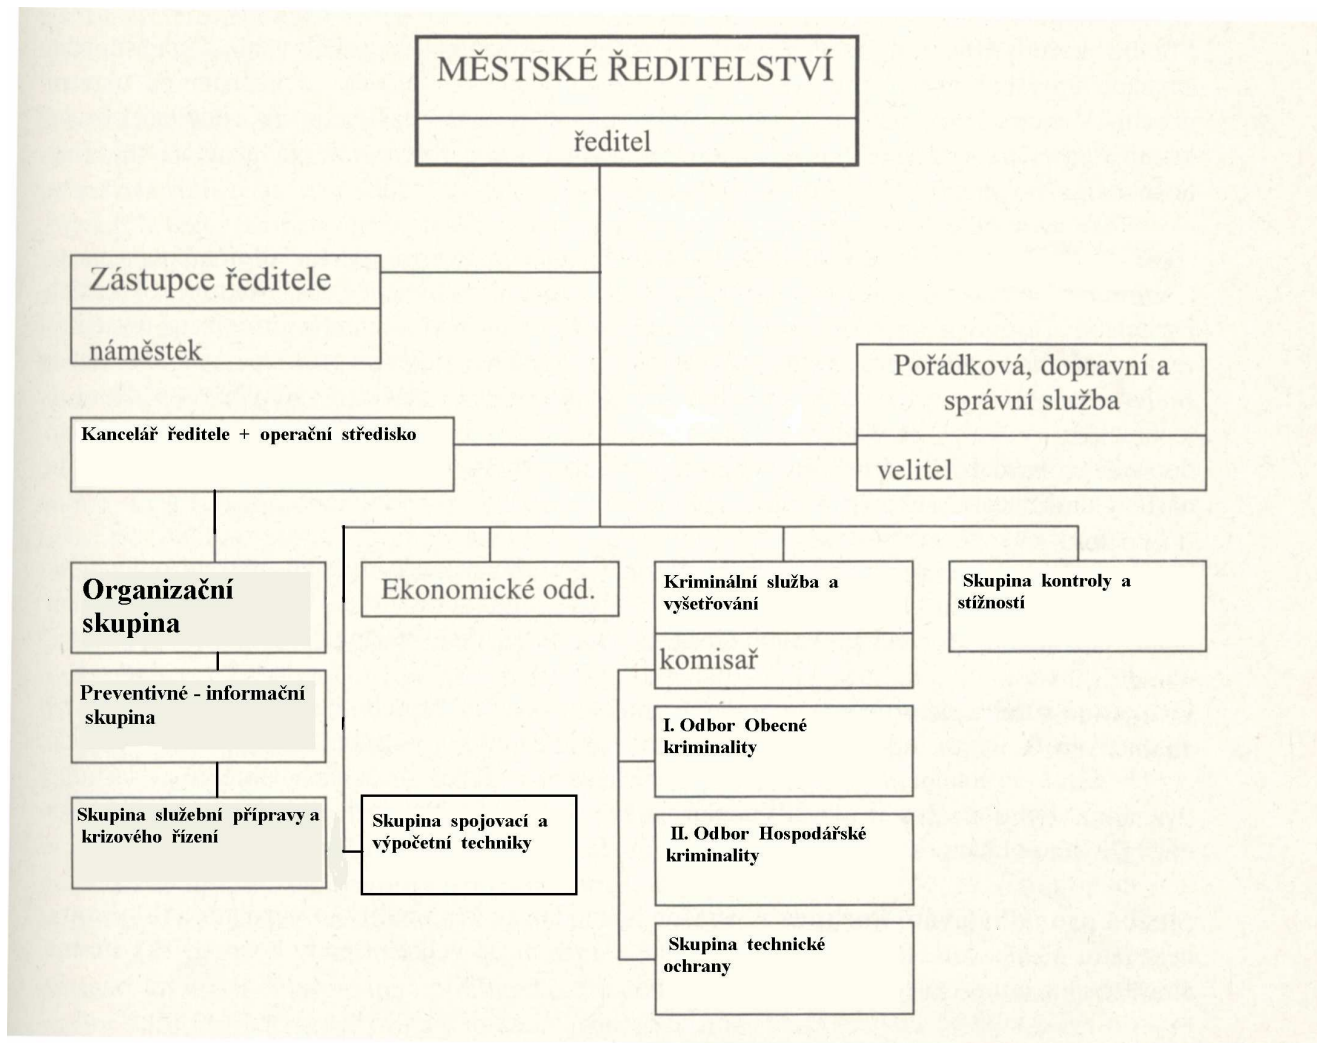 MĚSTSKÉ ŘEDITELSTVÍ
ředitel
Zástupce ředitele
náměstek
Pořádková, dopravní a
správní služba
velitel
Kancelář ředitele + operační středisko
Organizační
skupina
Preventivné - informační
skupina
Skupina služební přípravy a
krizového řízení
Ekonomické odd.
Skupina spojovací a
výpočetní techniky
Kriminální služba a
vyšetřování
komisař
I. Odbor Obecné
kriminality
II. Odbor Hospodářské
kriminality
Skupina technické
ochrany
Skupina kontroly a
stížností